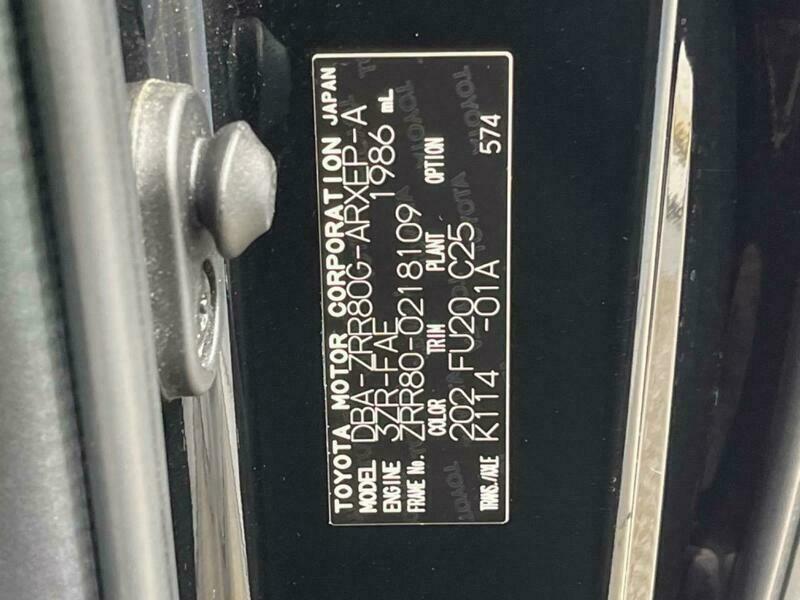 TOYOTA MOTOR CORPORATION JAPAN
MODEL DBA-ZRR80G-ARXEP-A
ENGINE 3ZR-FAE 1986 mL
FRAME No. ZRR80-0218109
COLOR TRIM PLANT OPTION
202 FU20 C25
TRANS./AXLE K114 -01A 574